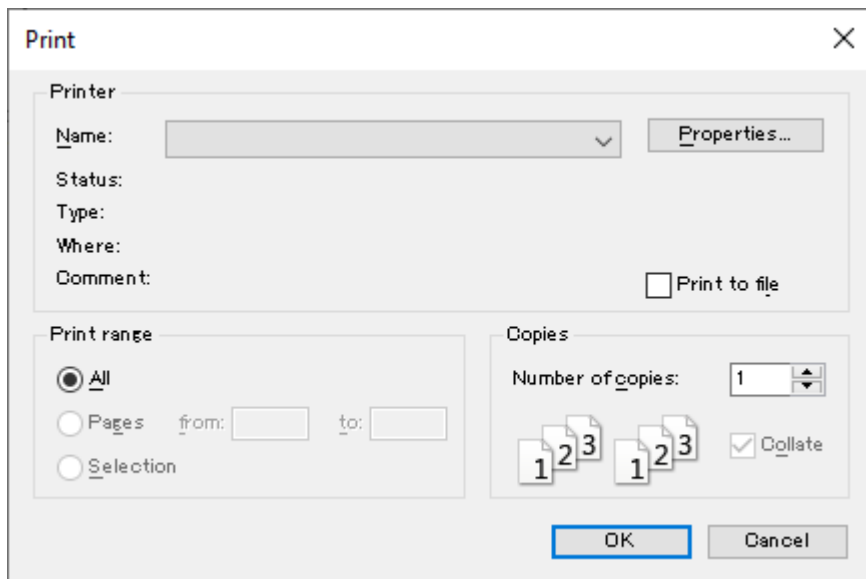 Print
Printer
Name:
Properties...
Status:
Type:
Where:
Comment:
Print to file
Print range
All
Pages from: to:
Selection
Copies
Number of copies: 1
1 2 3 1 2 3
Collate
OK Cancel